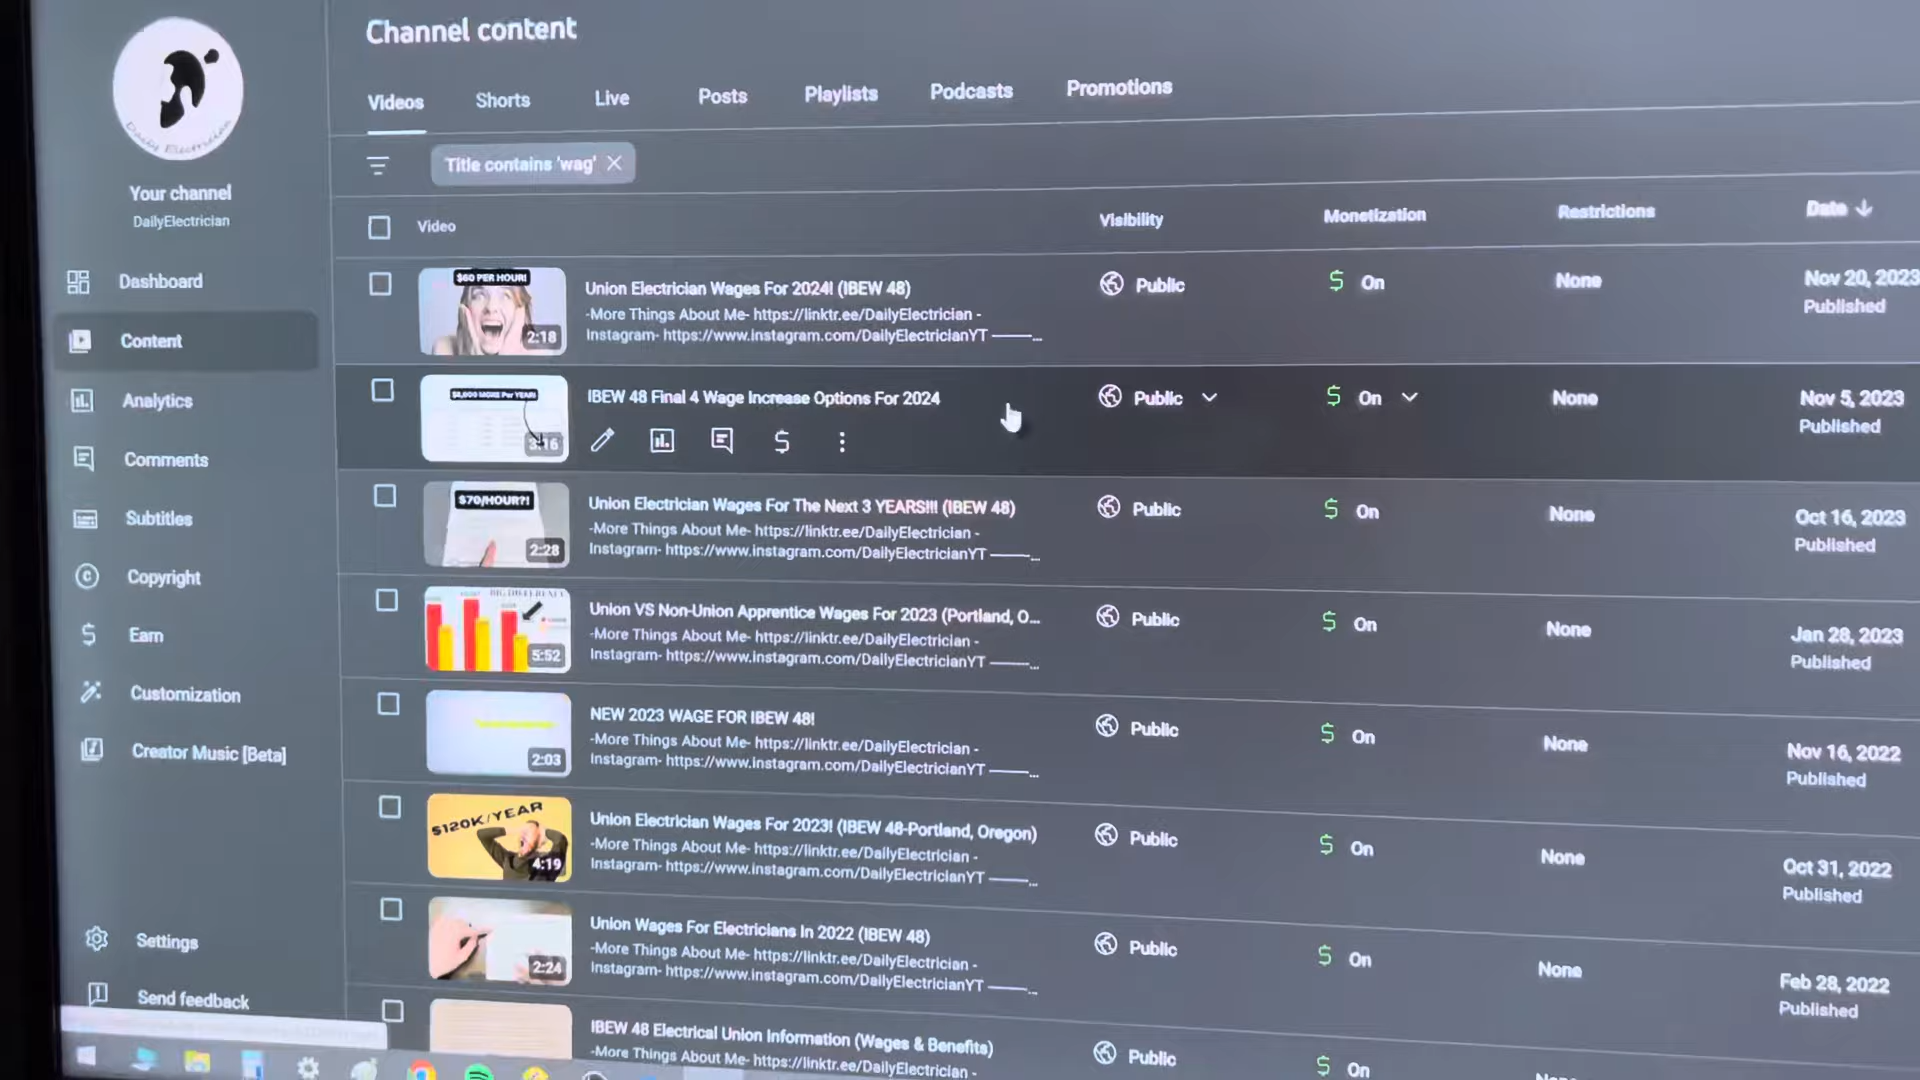 Channel content
Videos Shorts Live Posts Playlists Podcasts Promotions
Title contains 'wag'
Video Visibility Monetization Restrictions Date
Daily Electrician
Your channel
DailyElectrician
Dashboard
Content
Analytics
Comments
Subtitles
Copyright
Earn
Customization
Creator Music [Beta]
Settings
Send feedback
$60 PER HOUR!
2:18
Union Electrician Wages For 2024! (IBEW 48)
-More Things About Me- https://linktr.ee/DailyElectrician -
Instagram- https://www.instagram.com/DailyElectricianYT ———...
Public
$ On
None
Nov 20, 2023
Published
3:16
IBEW 48 Final 4 Wage Increase Options For 2024
Public
$ On
None
Nov 5, 2023
Published
$70/HOUR?!
2:28
Union Electrician Wages For The Next 3 YEARS!!! (IBEW 48)
-More Things About Me- https://linktr.ee/DailyElectrician -
Instagram- https://www.instagram.com/DailyElectricianYT ———...
Public
$ On
None
Oct 16, 2023
Published
BIG DIFFERENCE
5:52
Union VS Non-Union Apprentice Wages For 2023 (Portland, O...
-More Things About Me- https://linktr.ee/DailyElectrician -
Instagram- https://www.instagram.com/DailyElectricianYT ———...
Public
$ On
None
Jan 28, 2023
Published
2:03
NEW 2023 WAGE FOR IBEW 48!
-More Things About Me- https://linktr.ee/DailyElectrician -
Instagram- https://www.instagram.com/DailyElectricianYT ———...
Public
$ On
None
Nov 16, 2022
Published
$120K/YEAR
4:19
Union Electrician Wages For 2023! (IBEW 48-Portland, Oregon)
-More Things About Me- https://linktr.ee/DailyElectrician -
Instagram- https://www.instagram.com/DailyElectricianYT ———...
Public
$ On
None
Oct 31, 2022
Published
2:24
Union Wages For Electricians In 2022 (IBEW 48)
-More Things About Me- https://linktr.ee/DailyElectrician -
Instagram- https://www.instagram.com/DailyElectricianYT ———...
Public
$ On
None
Feb 28, 2022
Published
IBEW 48 Electrical Union Information (Wages & Benefits)
-More Things About Me- https://linktr.ee/DailyElectrician -
Public
$ On